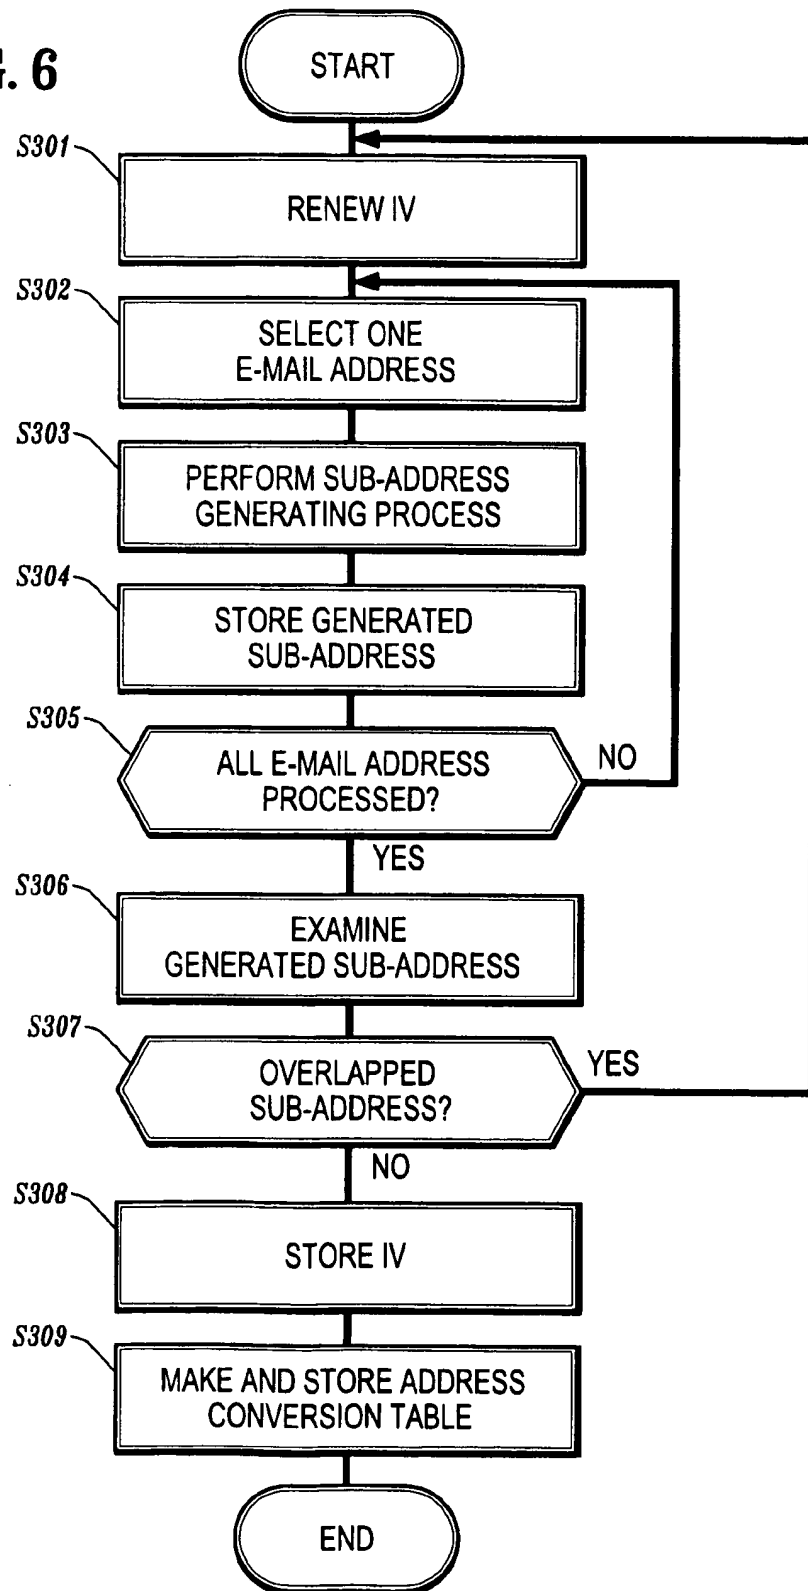 . 6
START
S301
RENEW IV
S302
SELECT ONE
E-MAIL ADDRESS
S303
PERFORM SUB-ADDRESS
GENERATING PROCESS
S304
STORE GENERATED
SUB-ADDRESS
S305
ALL E-MAIL ADDRESS
PROCESSED?
NO
YES
S306
EXAMINE
GENERATED SUB-ADDRESS
S307
OVERLAPPED
SUB-ADDRESS?
YES
NO
S308
STORE IV
S309
MAKE AND STORE ADDRESS
CONVERSION TABLE
END